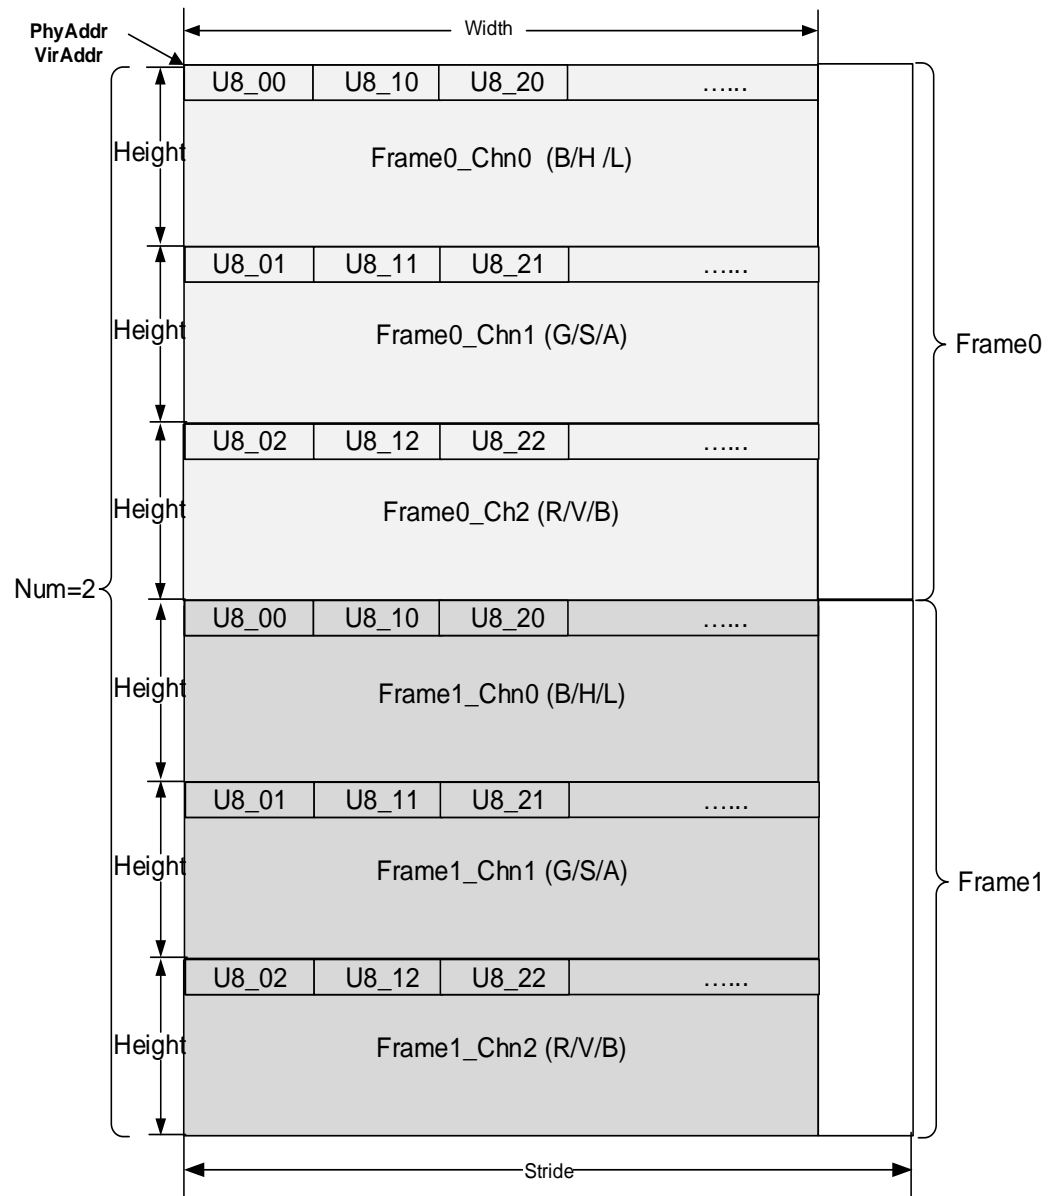 PhyAddr
VirAddr
Width
U8_00 U8_10 U8_20 ......
Height
Frame0_Chn0 (B/H /L)
U8_01 U8_11 U8_21 ......
Height
Frame0_Chn1 (G/S/A)
Frame0
U8_02 U8_12 U8_22 ......
Height
Frame0_Ch2 (R/V/B)
Num=2
U8_00 U8_10 U8_20 ......
Height
Frame1_Chn0 (B/H/L)
U8_01 U8_11 U8_21 ......
Height
Frame1_Chn1 (G/S/A)
Frame1
U8_02 U8_12 U8_22 ......
Height
Frame1_Chn2 (R/V/B)
Stride